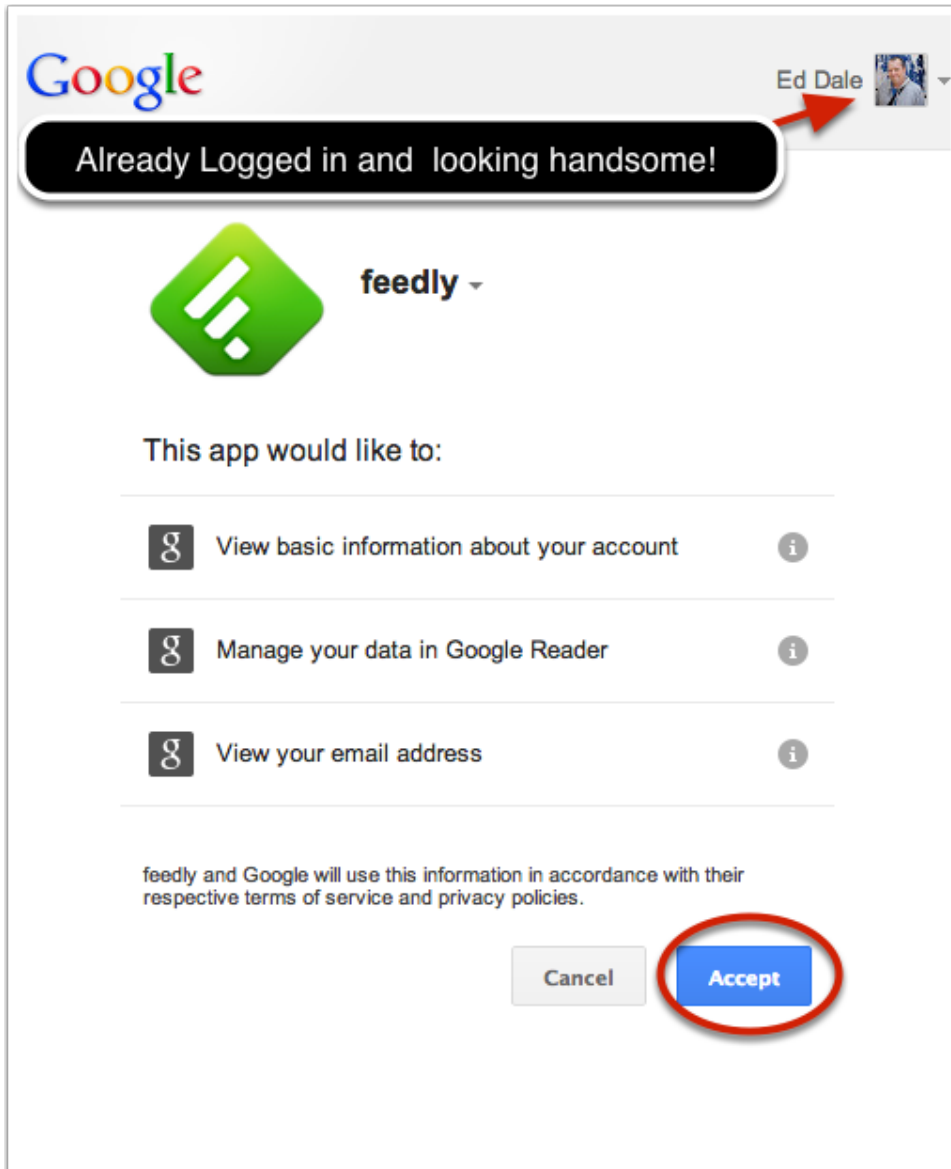 Google
Ed Dale
Already Logged in and looking handsome!
feedly
This app would like to:
g View basic information about your account i
g Manage your data in Google Reader i
g View your email address i
feedly and Google will use this information in accordance with their
respective terms of service and privacy policies.
Cancel Accept